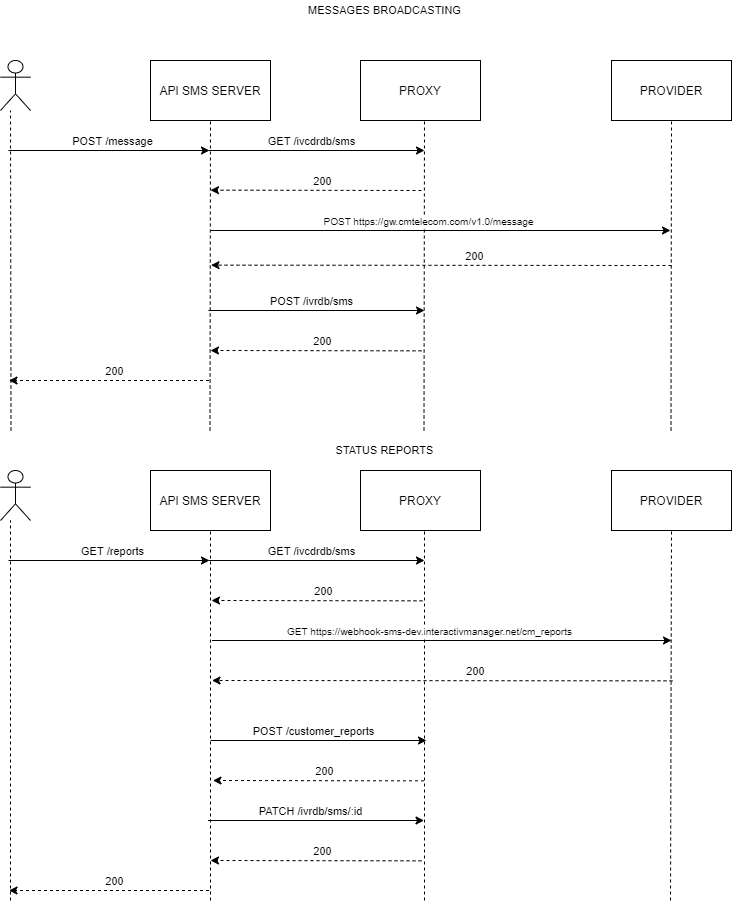 MESSAGES BROADCASTING
API SMS SERVER
PROXY
PROVIDER
POST /message
GET /ivcdrdb/sms
200
POST https://gw.cmtelecom.com/v1.0/message
200
POST /ivrdb/sms
200
200
STATUS REPORTS
API SMS SERVER
PROXY
PROVIDER
GET /reports
GET /ivcdrdb/sms
200
GET https://webhook-sms-dev.interactivmanager.net/cm_reports
200
POST /customer_reports
200
PATCH /ivrdb/sms/:id
200
200